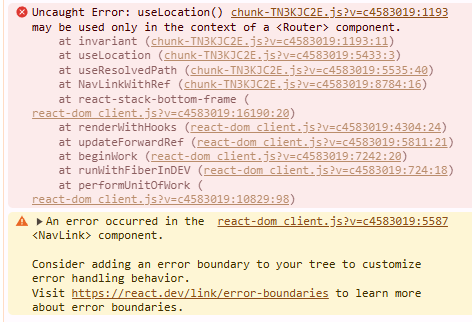 Uncaught Error: useLocation() chunk-TN3KJC2E.js?v=c4583019:1193
may be used only in the context of a <Router> component.
at invariant (chunk-TN3KJC2E.js?v=c4583019:1193:11)
at useLocation (chunk-TN3KJC2E.js?v=c4583019:5433:3)
at useResolvedPath (chunk-TN3KJC2E.js?v=c4583019:5535:40)
at NavLinkWithRef (chunk-TN3KJC2E.js?v=c4583019:8784:16)
at react-stack-bottom-frame (
react-dom_client.js?v=c4583019:16190:20)
at renderWithHooks (react-dom_client.js?v=c4583019:4304:24)
at updateForwardRef (react-dom_client.js?v=c4583019:5811:21)
at beginWork (react-dom_client.js?v=c4583019:7242:20)
at runWithFiberInDEV (react-dom_client.js?v=c4583019:724:18)
at performUnitOfWork (
react-dom_client.js?v=c4583019:10829:98)
An error occurred in the react-dom_client.js?v=c4583019:5587
<NavLink> component.
Consider adding an error boundary to your tree to customize
error handling behavior.
Visit https://react.dev/link/error-boundaries to learn more
about error boundaries.